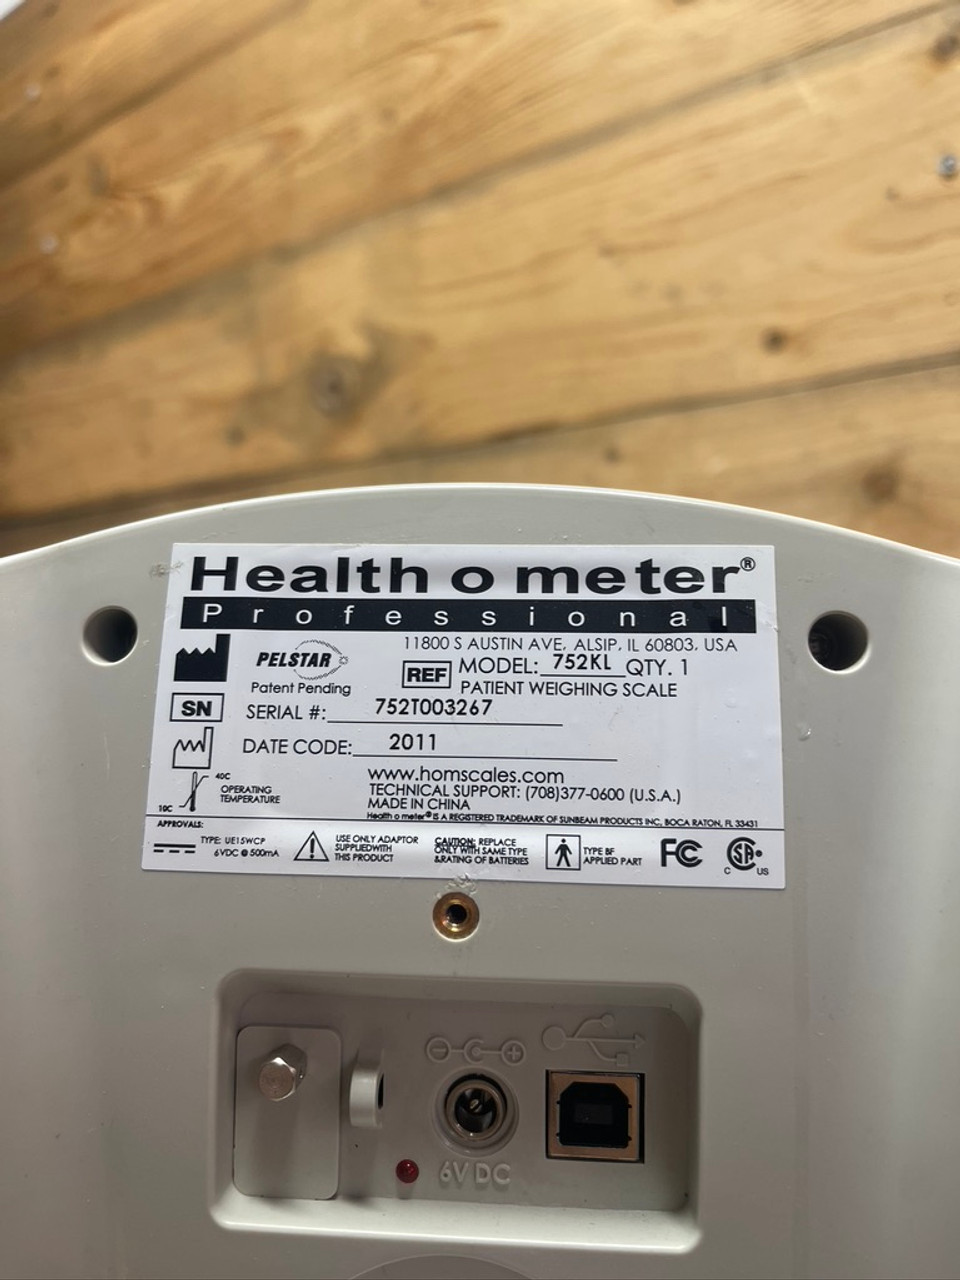 Health o meter®
Professional
11800 S AUSTIN AVE, ALSIP, IL 60803, USA
PELSTAR
REF MODEL: 752KL QTY. 1
Patent Pending
PATIENT WEIGHING SCALE
SN SERIAL #: 752T003267
DATE CODE: 2011
www.homscales.com
40C
OPERATING
TEMPERATURE
10C
TECHNICAL SUPPORT: (708)377-0600 (U.S.A.)
MADE IN CHINA
Health o meter® IS A REGISTERED TRADEMARK OF SUNBEAM PRODUCTS INC, BOCA RATON, FL 33431
APPROVALS:
TYPE: UE15WCP
6VDC @ 500mA
USE ONLY ADAPTOR
SUPPLIEDWITH
THIS PRODUCT
CAUTION: REPLACE
ONLY WITH SAME TYPE
&RATING OF BATTERIES
TYPE BF
APPLIED PART
FC
C SA US
6V DC